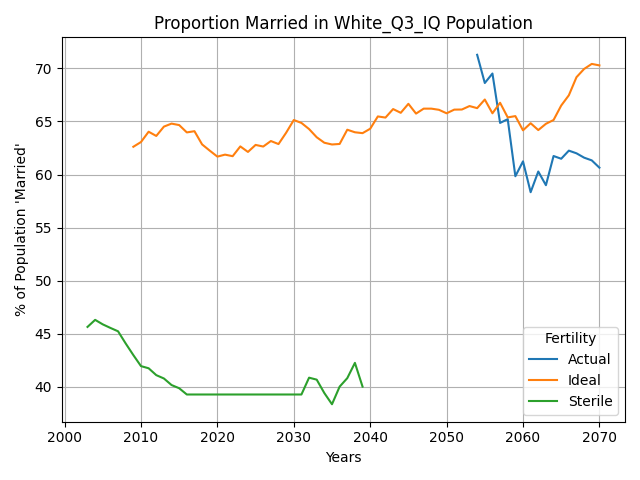 Proportion Married in White_Q3_IQ Population
% of Population 'Married'
70
65
60
55
50
45
40
2000 2010 2020 2030 2040 2050 2060 2070
Years
Fertility
Actual
Ideal
Sterile